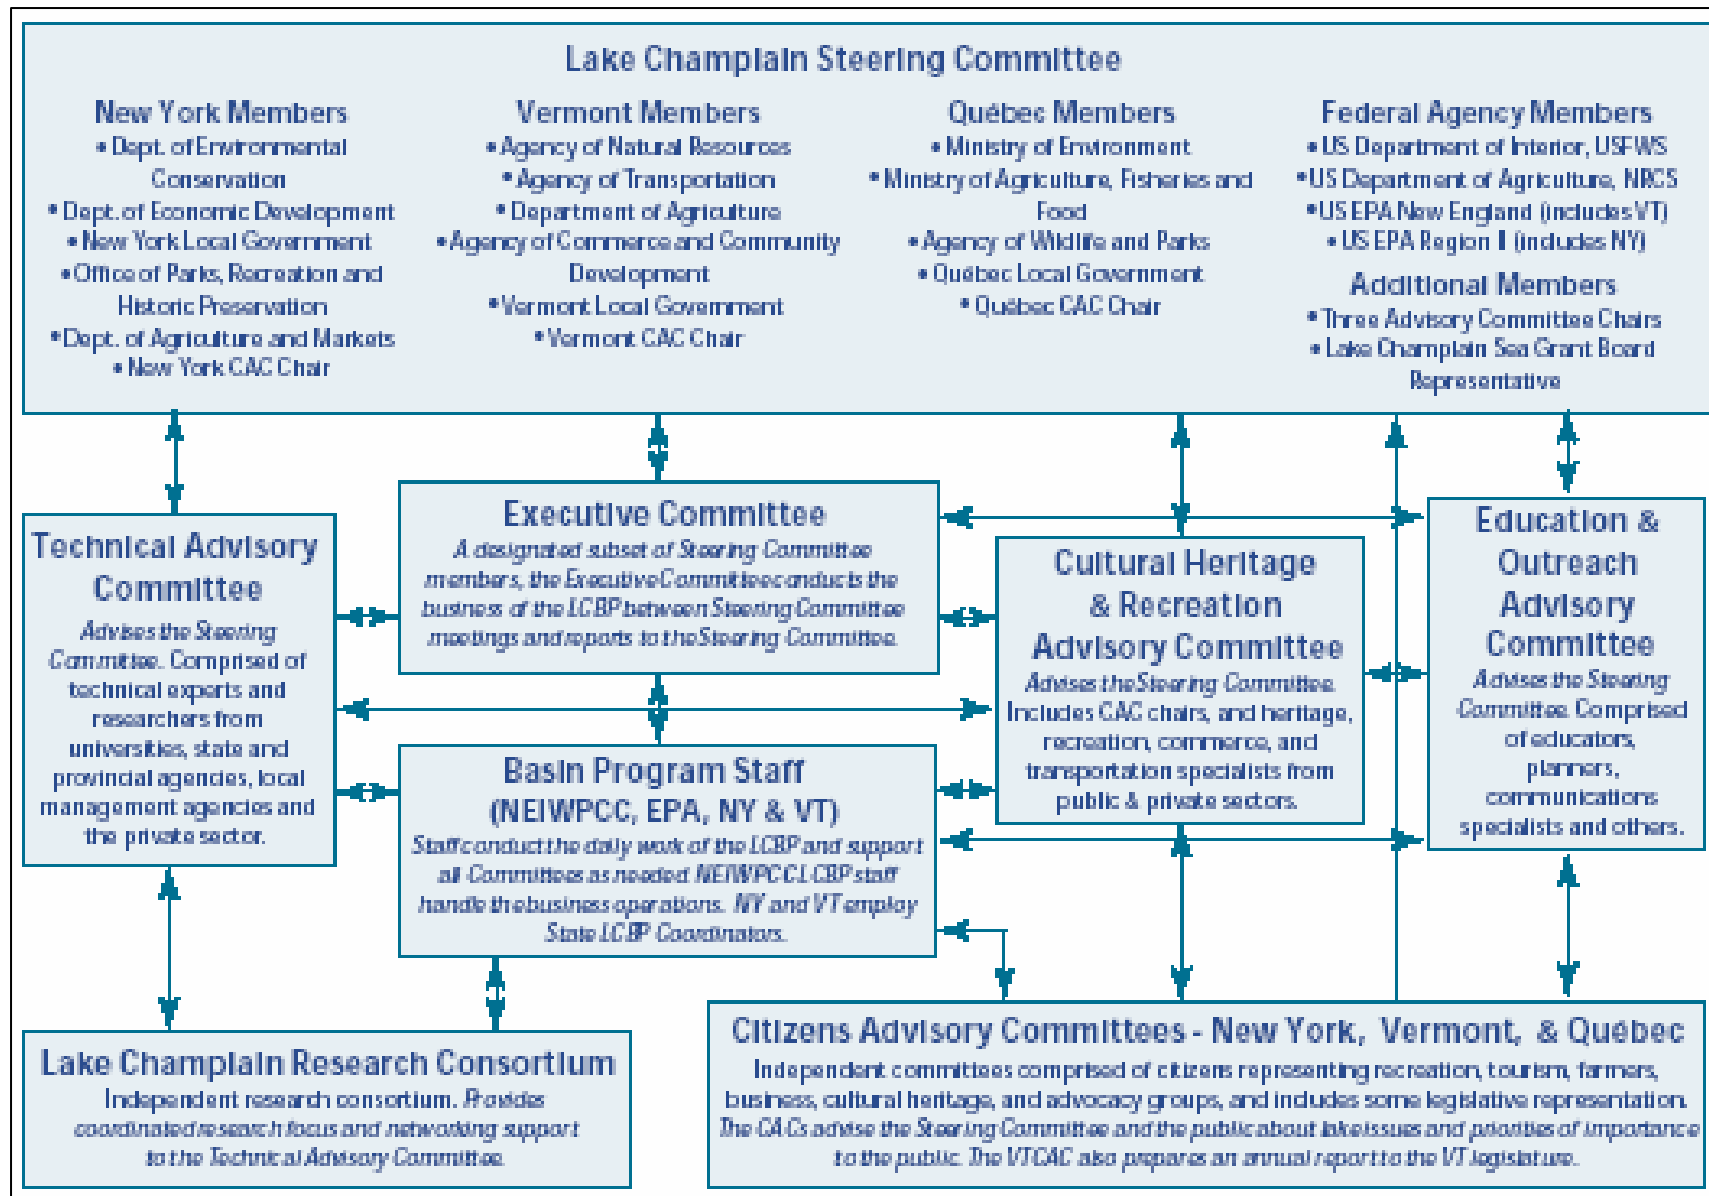 Lake Champlain Steering Committee
New York Members
• Dept. of Environmental
Conservation
• Dept. of Economic Development
• New York Local Government
• Office of Parks, Recreation and
Historic Preservation
• Dept. of Agriculture and Markets
• New York CAC Chair
Vermont Members
• Agency of Natural Resources
• Agency of Transportation
• Department of Agriculture
• Agency of Commerce and Community
Development
• Vermont Local Government
• Vermont CAC Chair
Québec Members
• Ministry of Environment
• Ministry of Agriculture, Fisheries and
Food
• Agency of Wildlife and Parks
• Québec Local Government
• Québec CAC Chair
Federal Agency Members
• US Department of Interior, USFWS
• US Department of Agriculture, NRCS
• US EPA New England (includes VT)
• US EPA Region II (includes NY)
Additional Members
• Three Advisory Committee Chairs
• Lake Champlain Sea Grant Board
Representative
Technical Advisory
Committee
Advises the Steering
Committee. Comprised of
technical experts and
researchers from
universities, state and
provincial agencies, local
management agencies and
the private sector.
Executive Committee
A designated subset of Steering Committee
members, the Executive Committee conducts the
business of the LCBP between Steering Committee
meetings and reports to the Steering Committee.
Cultural Heritage
& Recreation
Advisory Committee
Advises the Steering Committee.
Includes CAC chairs, and heritage,
recreation, commerce, and
transportation specialists from
public & private sectors.
Education &
Outreach
Advisory
Committee
Advises the Steering
Committee. Comprised
of educators,
planners,
communications
specialists and others.
Basin Program Staff
(NEIWPCC, EPA, NY & VT)
Staff conduct the daily work of the LCBP and support
all Committees as needed. NEIWPCC LCBP staff
handle the business operations. NY and VT employ
State LCBP Coordinators.
Lake Champlain Research Consortium
Independent research consortium. Provides
coordinated research focus and networking support
to the Technical Advisory Committee.
Citizens Advisory Committees - New York, Vermont, & Québec
Independent committees comprised of citizens representing recreation, tourism, farmers,
business, cultural heritage, and advocacy groups, and includes some legislative representation.
The CACs advise the Steering Committee and the public about lake issues and priorities of importance
to the public. The VTCAC also prepares an annual report to the VT legislature.